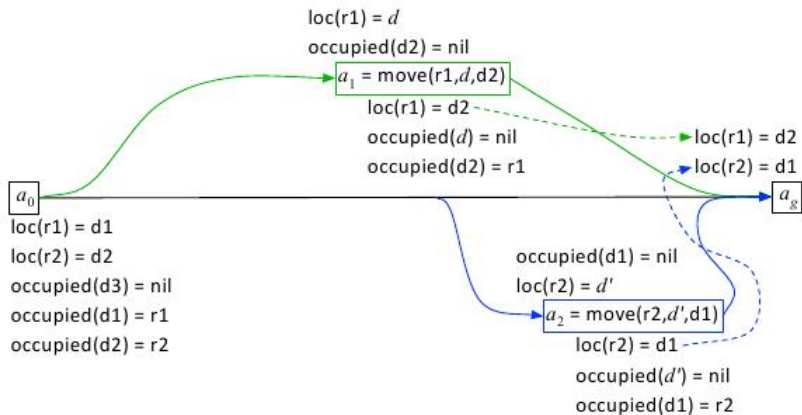 loc(r1) = d
occupied(d2) = nil
a₁ = move(r1,d,d2)
loc(r1) = d2
occupied(d) = nil
occupied(d2) = r1
loc(r1) = d2
loc(r2) = d1
a₀
a_g
loc(r1) = d1
loc(r2) = d2
occupied(d3) = nil
occupied(d1) = r1
occupied(d2) = r2
occupied(d1) = nil
loc(r2) = d'
a₂ = move(r2,d',d1)
loc(r2) = d1
occupied(d') = nil
occupied(d1) = r2